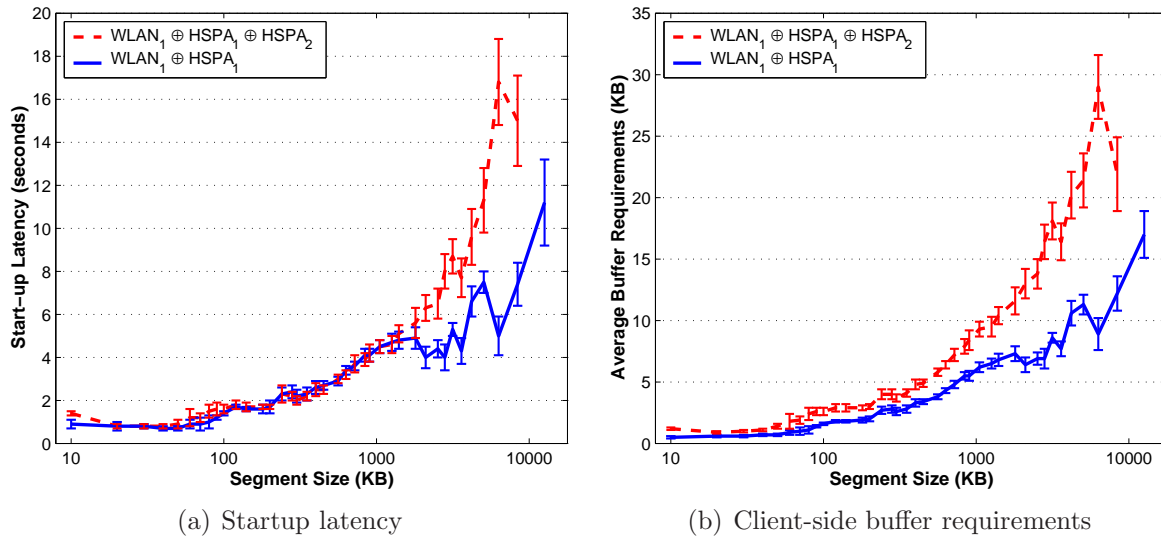 20
18
16
14
12
10
8
6
4
2
0
10
100
1000
10000
Start−up Latency (seconds)
Segment Size (KB)
WLAN1 ⊕ HSPA1 ⊕ HSPA2
WLAN1 ⊕ HSPA1
(a) Startup latency
35
30
25
20
15
10
5
0
10
100
1000
10000
Average Buffer Requirements (KB)
Segment Size (KB)
WLAN1 ⊕ HSPA1 ⊕ HSPA2
WLAN1 ⊕ HSPA1
(b) Client-side buffer requirements